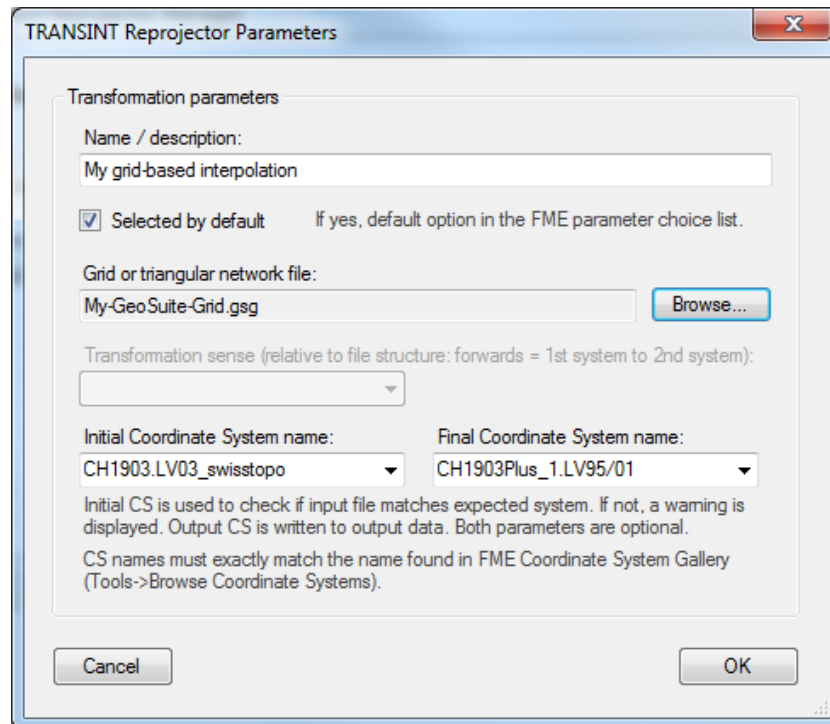 TRANSINT Reprojector Parameters
Transformation parameters
Name / description:
My grid-based interpolation
Selected by default If yes, default option in the FME parameter choice list.
Grid or triangular network file:
My-GeoSuite-Grid.gsg Browse...
Transformation sense (relative to file structure: forwards = 1st system to 2nd system):
Initial Coordinate System name: Final Coordinate System name:
CH1903.LV03_swisstopo CH1903Plus_1.LV95/01
Initial CS is used to check if input file matches expected system. If not, a warning is
displayed. Output CS is written to output data. Both parameters are optional.
CS names must exactly match the name found in FME Coordinate System Gallery
(Tools->Browse Coordinate Systems).
Cancel OK